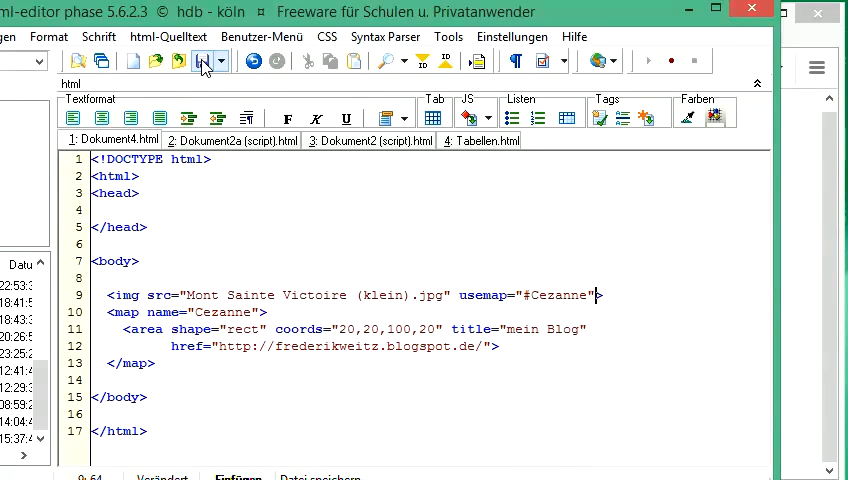 ml-editor phase 5.6.2.3 © hdb - köln ¤ Freeware für Schulen u. Privatanwender
en Format Schrift html-Quelltext Benutzer-Menü CSS Syntax Parser Tools Einstellungen Hilfe
html
Textformat Tab JS Listen Tags Farben
F K U
1: Dokument4.html 2: Dokument2a (script).html 3: Dokument2 (script).html 4: Tabellen.html
1 <!DOCTYPE html>
2 <html>
3 <head>
4
5 </head>
6
7 <body>
8
9 <img src="Mont Sainte Victoire (klein).jpg" usemap="#Cezanne">
10 <map name="Cezanne">
11 <area shape="rect" coords="20,20,100,20" title="mein Blog"
12 href="http://frederikweitz.blogspot.de/">
13 </map>
14
15 </body>
16
17 </html>
Datu
22:53:3
18:41:5
18:43:3
20:26:5
23:25:2
12:41:4
12:29:3
08:59:2
14:04:4
15:37:4
9: 64 Verändert Einfügen Datei speichern